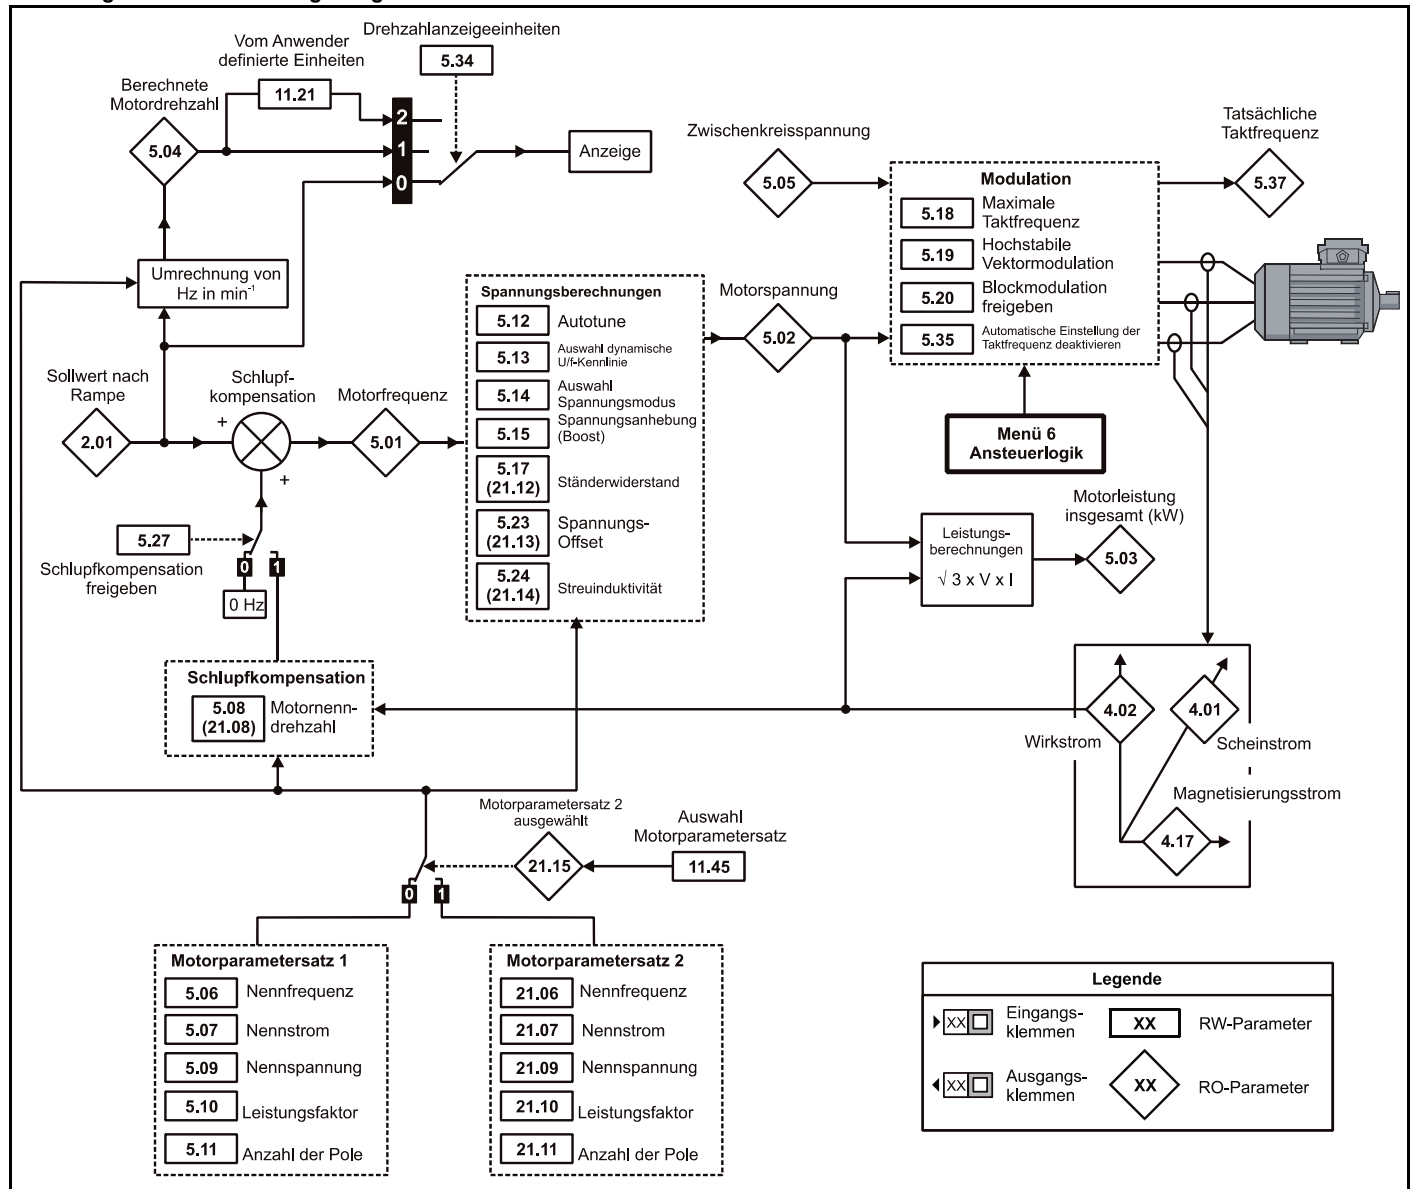 Drehzahlanzeigeeinheiten
5.34
Vom Anwender
definierte Einheiten
11.21
Berechnete
Motordrehzahl
5.04
2
1
0
Anzeige
Umrechnung von
Hz in min⁻¹
Sollwert nach
Rampe
2.01
Schlupf-
kompensation
+
+
Motorfrequenz
5.01
5.27
Schlupfkompensation
freigeben
0
1
0 Hz
Schlupfkompensation
5.08
(21.08)
Motornenn-
drehzahl
Spannungsberechnungen
5.12
Autotune
5.13
Auswahl dynamische
U/f-Kennlinie
5.14
Auswahl
Spannungsmodus
5.15
Spannungsanhebung
(Boost)
5.17
(21.12)
Ständerwiderstand
5.23
(21.13)
Spannungs-
Offset
5.24
(21.14)
Streuinduktivität
Motorspannung
5.02
Zwischenkreisspannung
5.05
Modulation
5.18
Maximale
Taktfrequenz
5.19
Hochstabile
Vektormodulation
5.20
Blockmodulation
freigeben
5.35
Automatische Einstellung der
Taktfrequenz deaktivieren
Tatsächliche
Taktfrequenz
5.37
Menü 6
Ansteuerlogik
Leistungs-
berechnungen
√ 3 x V x I
Motorleistung
insgesamt (kW)
5.03
4.02
Wirkstrom
4.01
Scheinstrom
Magnetisierungsstrom
4.17
Motorparametersatz 2
ausgewählt
21.15
Auswahl
Motorparametersatz
11.45
0
1
Motorparametersatz 1
5.06 Nennfrequenz
5.07 Nennstrom
5.09 Nennspannung
5.10 Leistungsfaktor
5.11 Anzahl der Pole
Motorparametersatz 2
21.06 Nennfrequenz
21.07 Nennstrom
21.09 Nennspannung
21.10 Leistungsfaktor
21.11 Anzahl der Pole
Legende
XX
Eingangs-
klemmen
XX
RW-Parameter
XX
Ausgangs-
klemmen
XX
RO-Parameter